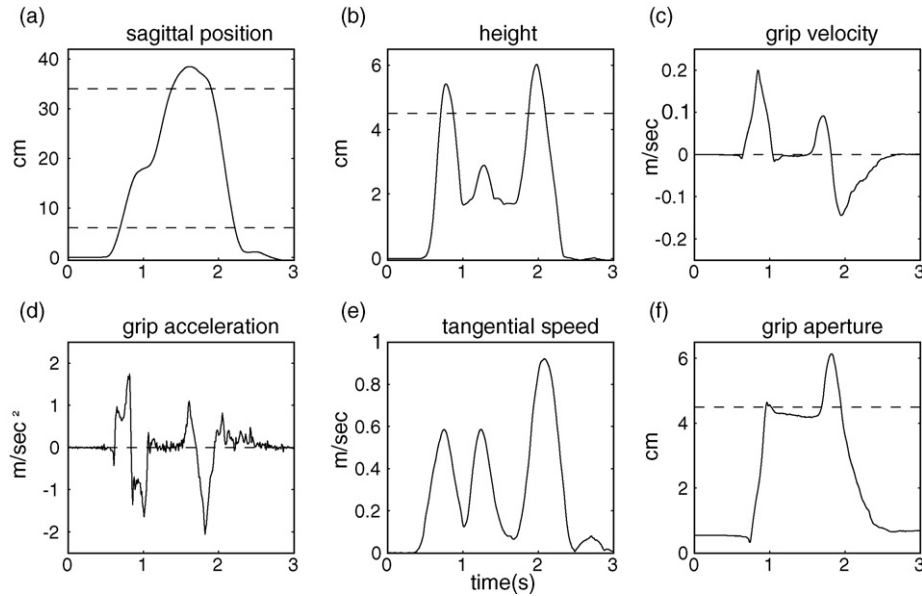 (a)
sagittal position
40
30
20
10
0
cm
0 1 2 3
(b)
height
6
4
2
0
cm
0 1 2 3
(c)
grip velocity
0.2
0.1
0
-0.1
-0.2
m/sec
0 1 2 3
(d)
grip acceleration
2
1
0
-1
-2
m/sec²
0 1 2 3
(e)
tangential speed
1
0.8
0.6
0.4
0.2
0
m/sec
0 1 2 3
time(s)
(f)
grip aperture
6
4
2
0
cm
0 1 2 3